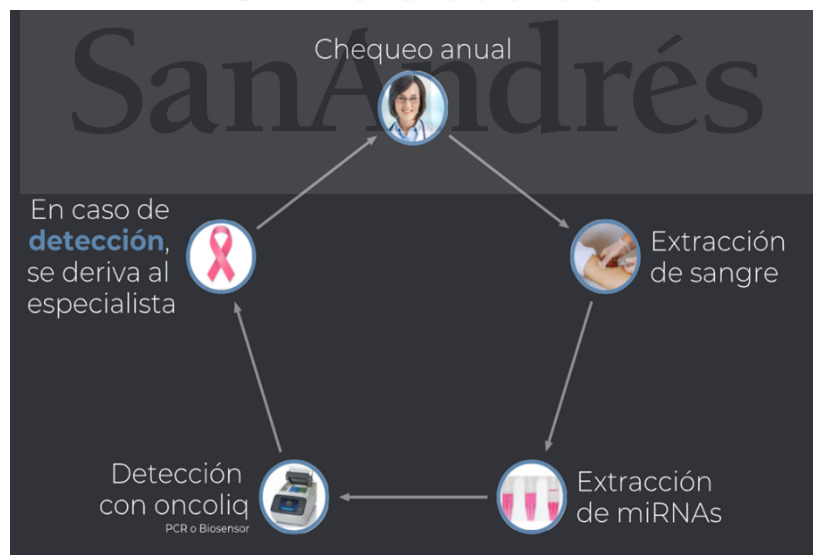 SanAndrés
Chequeo anual
Extracción
de sangre
Extracción
de miRNAs
Detección
con oncoliq
PCR o Biosensor
En caso de
detección,
se deriva al
especialista